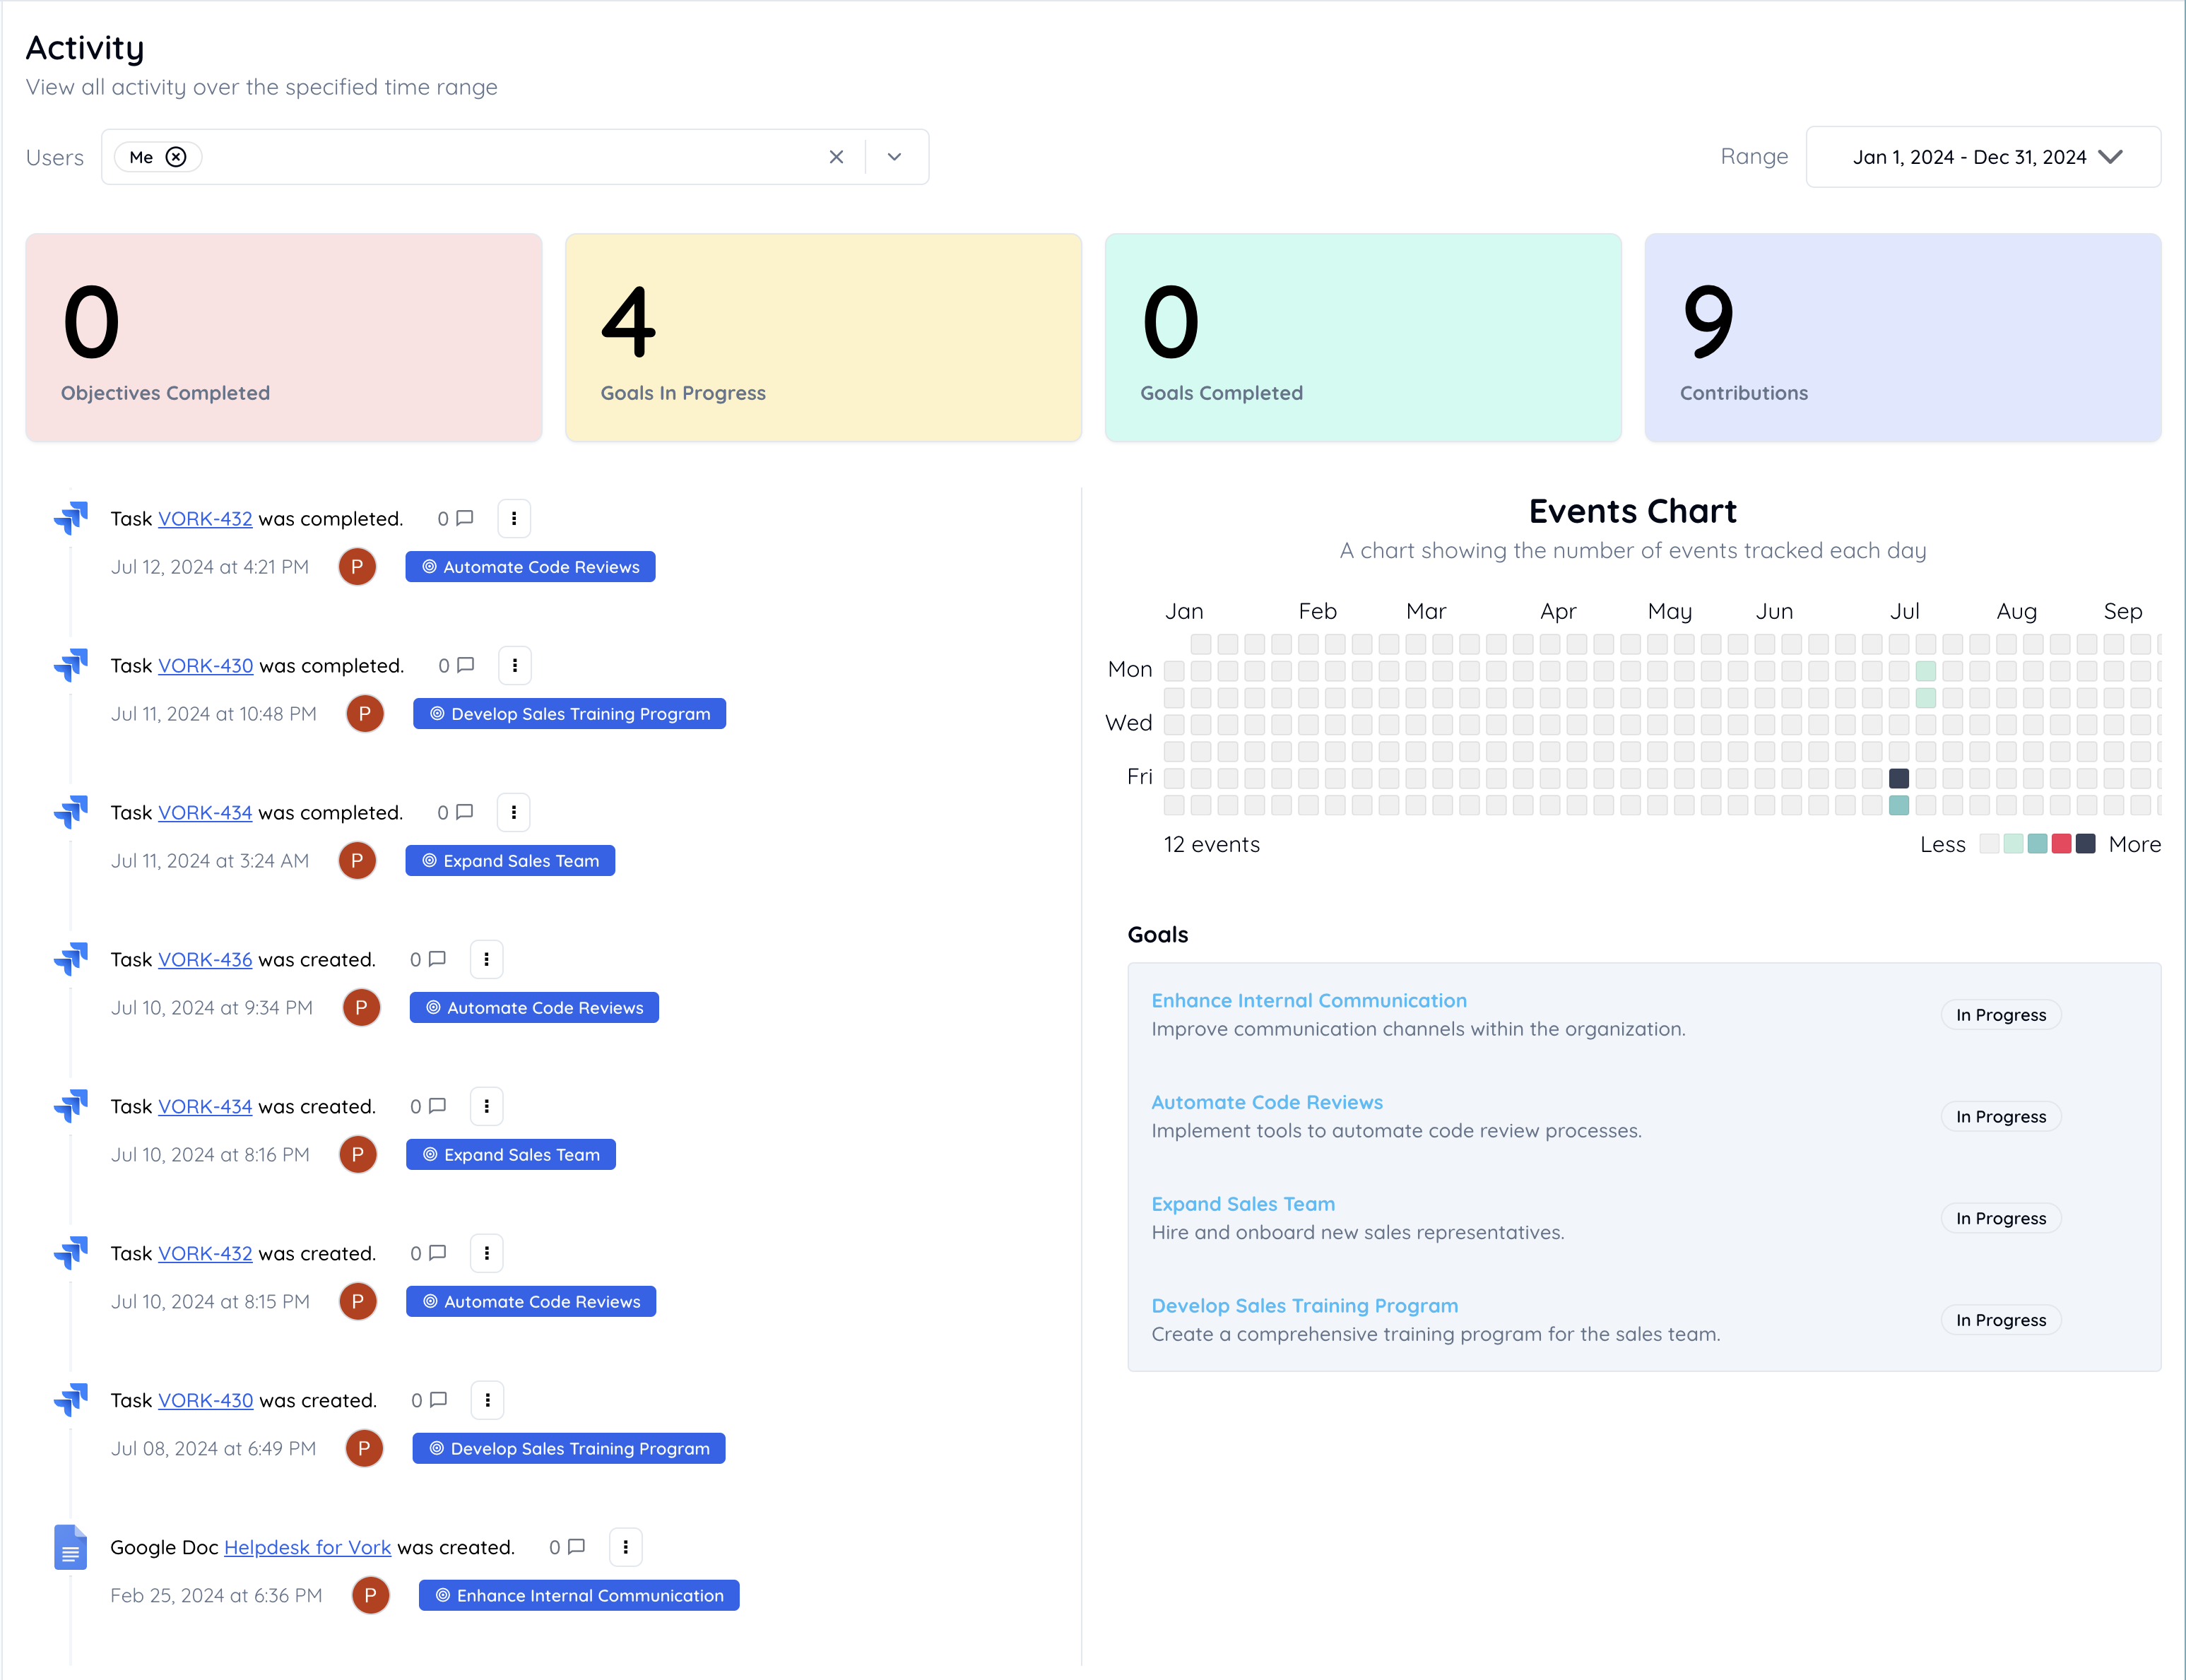 Activity
View all activity over the specified time range
Users
Me
Range
Jan 1, 2024 - Dec 31, 2024
0
Objectives Completed
4
Goals In Progress
0
Goals Completed
9
Contributions
Task VORK-432 was completed. 0
Jul 12, 2024 at 4:21 PM P Automate Code Reviews
Task VORK-430 was completed. 0
Jul 11, 2024 at 10:48 PM P Develop Sales Training Program
Task VORK-434 was completed. 0
Jul 11, 2024 at 3:24 AM P Expand Sales Team
Task VORK-436 was created. 0
Jul 10, 2024 at 9:34 PM P Automate Code Reviews
Task VORK-434 was created. 0
Jul 10, 2024 at 8:16 PM P Expand Sales Team
Task VORK-432 was created. 0
Jul 10, 2024 at 8:15 PM P Automate Code Reviews
Task VORK-430 was created. 0
Jul 08, 2024 at 6:49 PM P Develop Sales Training Program
Google Doc Helpdesk for Vork was created. 0
Feb 25, 2024 at 6:36 PM P Enhance Internal Communication
Events Chart
A chart showing the number of events tracked each day
Jan Feb Mar Apr May Jun Jul Aug Sep
Mon
Wed
Fri
12 events
Less More
Goals
Enhance Internal Communication
Improve communication channels within the organization.
In Progress
Automate Code Reviews
Implement tools to automate code review processes.
In Progress
Expand Sales Team
Hire and onboard new sales representatives.
In Progress
Develop Sales Training Program
Create a comprehensive training program for the sales team.
In Progress